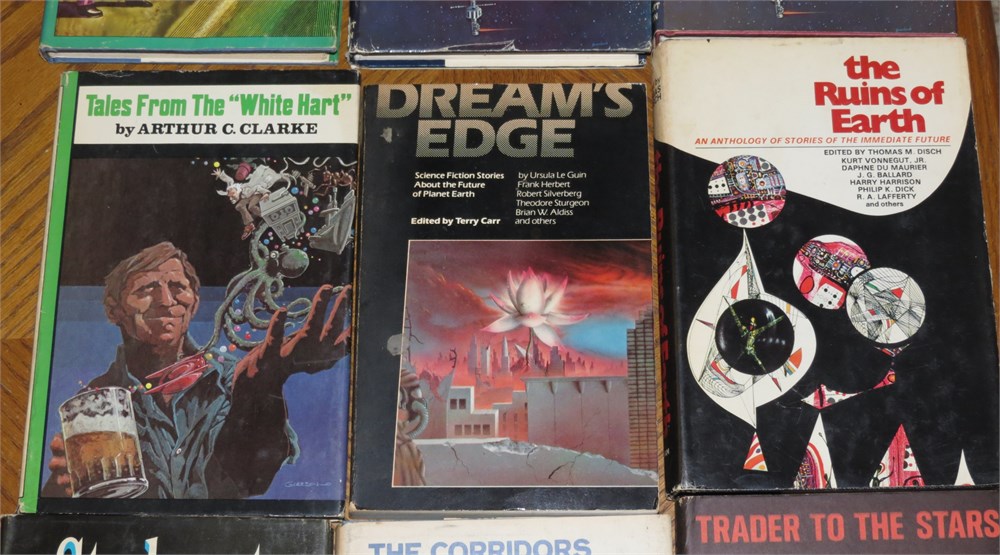 Tales From The "White Hart"
by ARTHUR C. CLARKE
DREAM'S
EDGE
Science Fiction Stories
About the Future
of Planet Earth
Edited by Terry Carr
by Ursula Le Guin
Frank Herbert
Robert Silverberg
Theodore Sturgeon
Brian W. Aldiss
and others
the
Ruins of
Earth
AN ANTHOLOGY OF STORIES OF THE IMMEDIATE FUTURE
EDITED BY THOMAS M. DISCH
KURT VONNEGUT, JR.
DAPHNE DU MAURIER
J. G. BALLARD
HARRY HARRISON
PHILIP K. DICK
R. A. LAFFERTY
and others
THE CORRIDORS
TRADER TO THE STARS